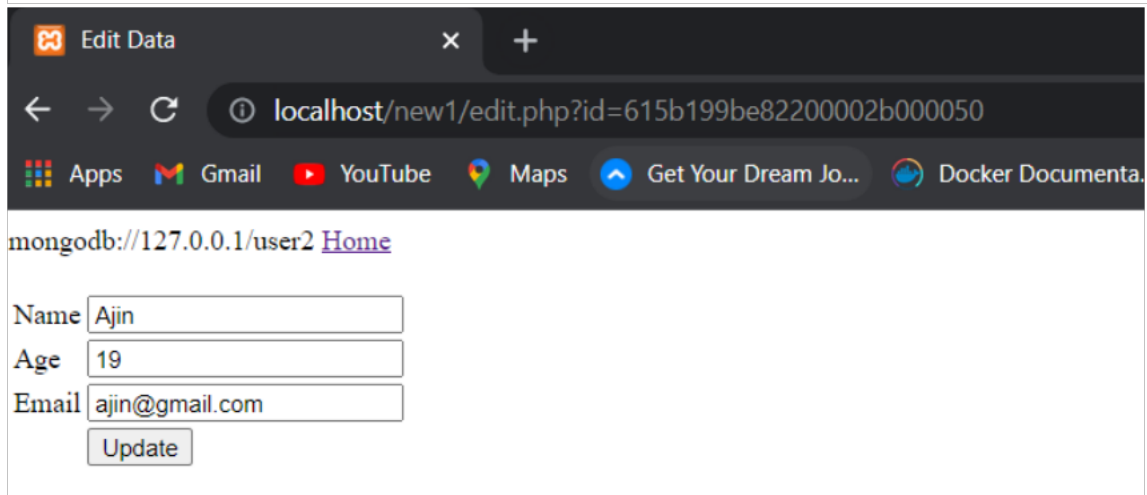 Edit Data
localhost/new1/edit.php?id=615b199be82200002b000050
Apps Gmail YouTube Maps Get Your Dream Jo... Docker Documenta.
mongodb://127.0.0.1/user2 Home
Name Ajin
Age 19
Email ajin@gmail.com
Update